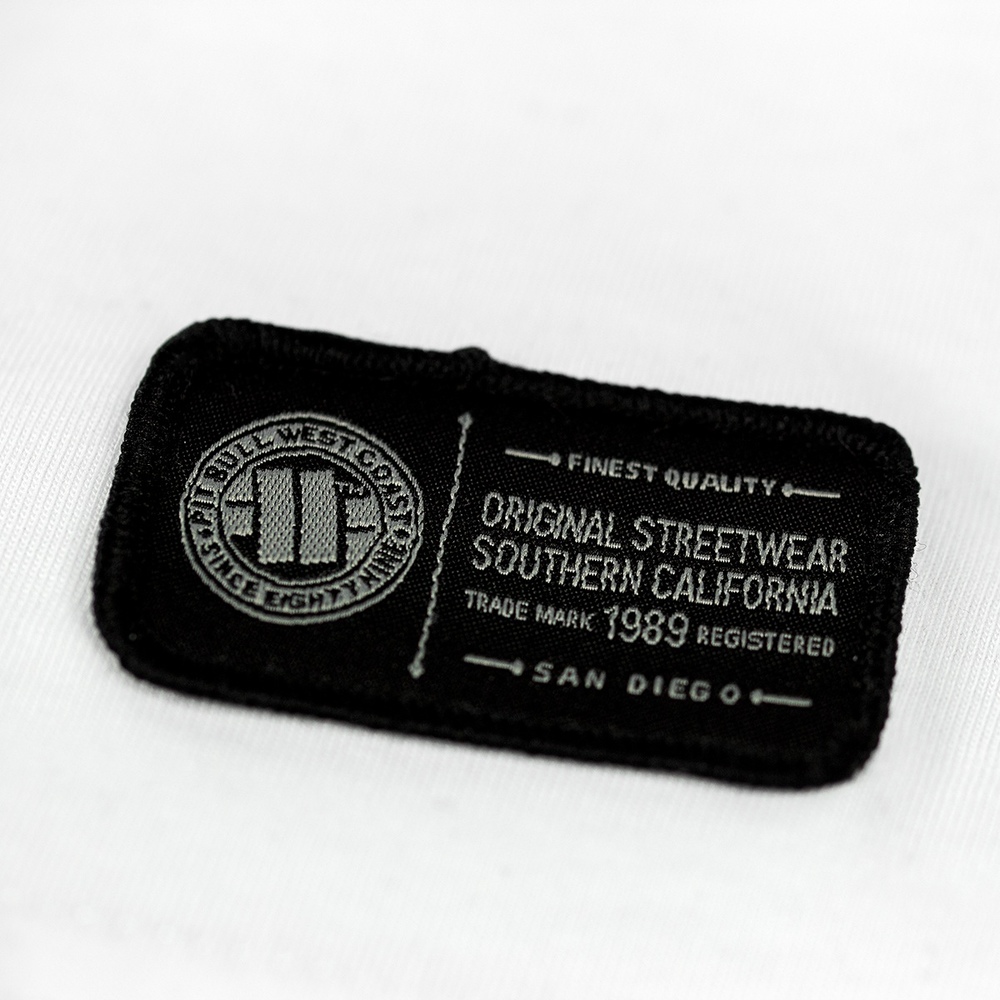 PIT BULL WEST COAST
SINCE EIGHTY NINE
TM
FINEST QUALITY
ORIGINAL STREETWEAR
SOUTHERN CALIFORNIA
TRADE MARK 1989 REGISTERED
SAN DIEGO